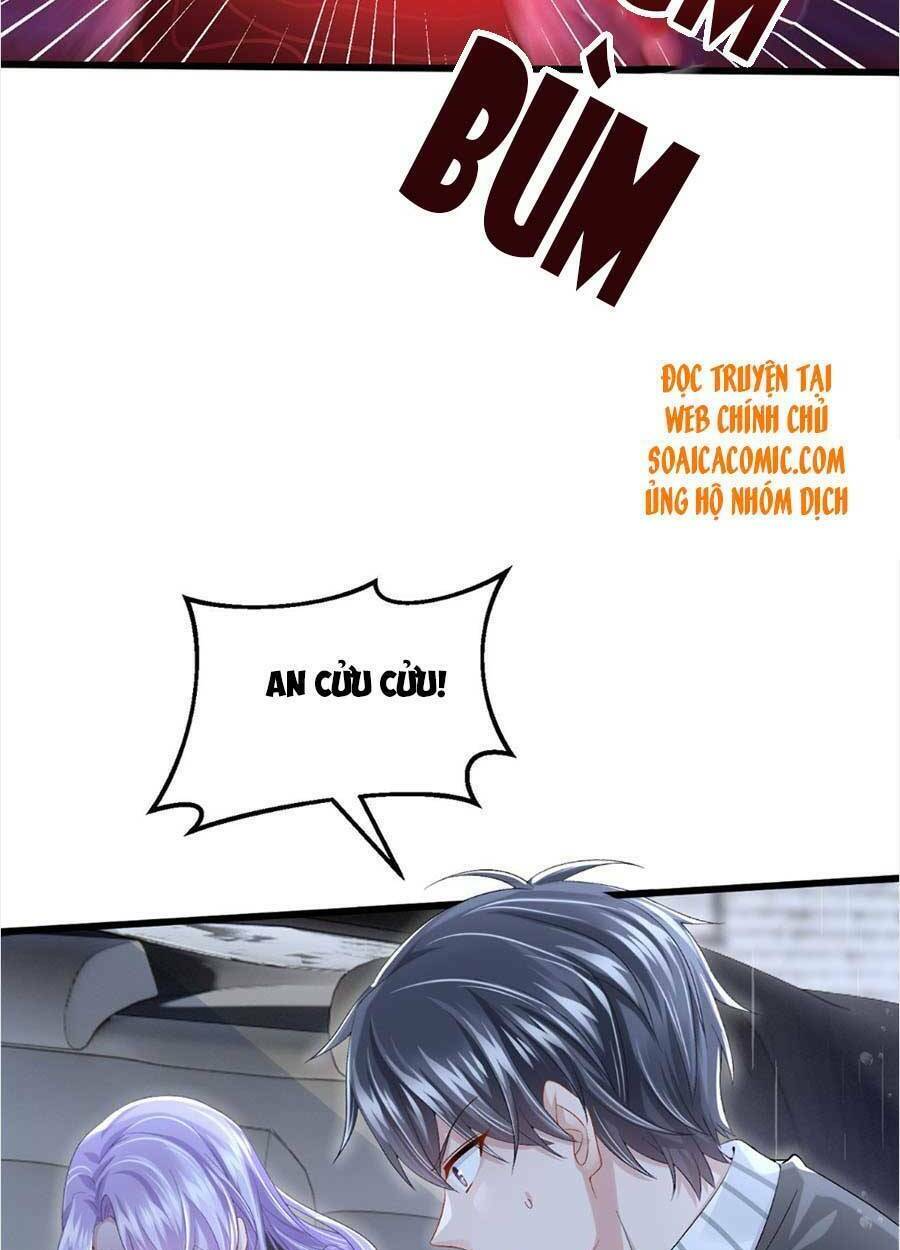 BÙM
ĐỌC TRUYỆN TẠI
WEB CHÍNH CHỦ
SOAICACOMIC.COM
ỦNG HỘ NHÓM DỊCH
AN CỬU CỬU!